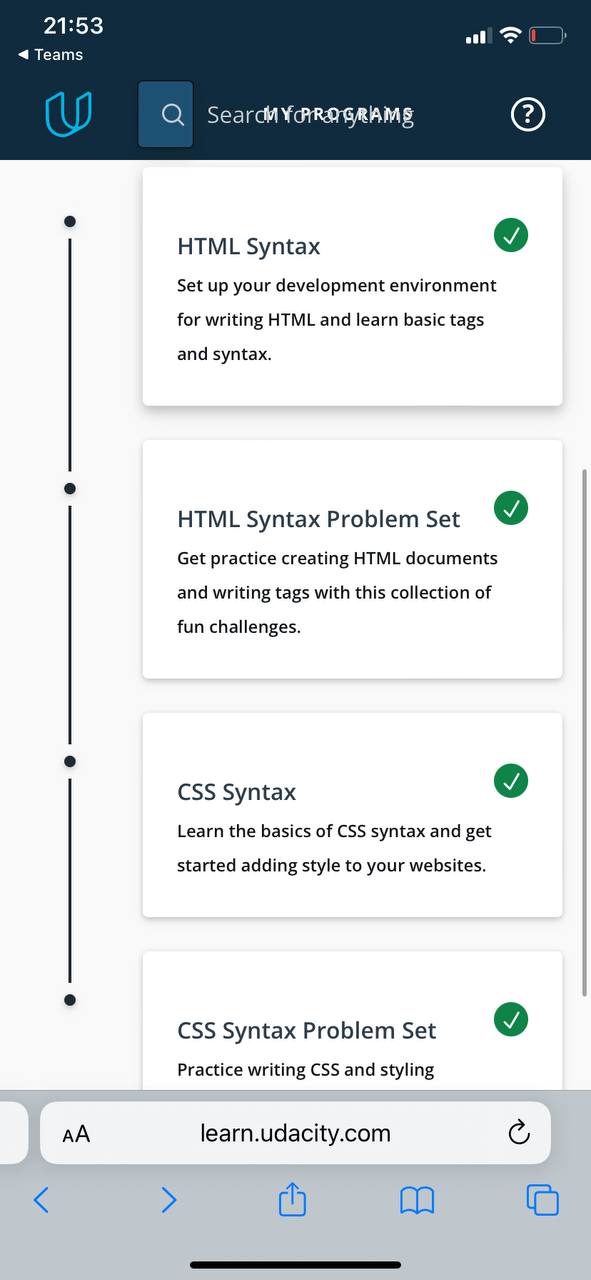 21:53
◀ Teams
Search for anything
MY PROGRAMS
?
HTML Syntax
Set up your development environment
for writing HTML and learn basic tags
and syntax.
HTML Syntax Problem Set
Get practice creating HTML documents
and writing tags with this collection of
fun challenges.
CSS Syntax
Learn the basics of CSS syntax and get
started adding style to your websites.
CSS Syntax Problem Set
Practice writing CSS and styling
AA
learn.udacity.com